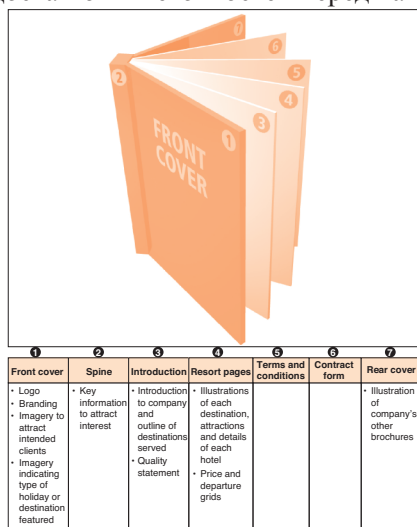 7
6
2
5
4
3
1
FRONT
COVER
1 2 3 4 5 6 7
Front cover
Spine
Introduction
Resort pages
Terms and
conditions
Contract
form
Rear cover
• Logo
• Branding
• Imagery to
attract
intended
clients
• Imagery
indicating
type of
holiday or
destination
featured
• Key
information
to attract
interest
• Introduction
to company
and
outline of
destinations
served
• Quality
statement
• Illustrations
of each
destination,
attractions
and details
of each
hotel
• Price and
departure
grids
• Illustration
of
company's
other
brochures